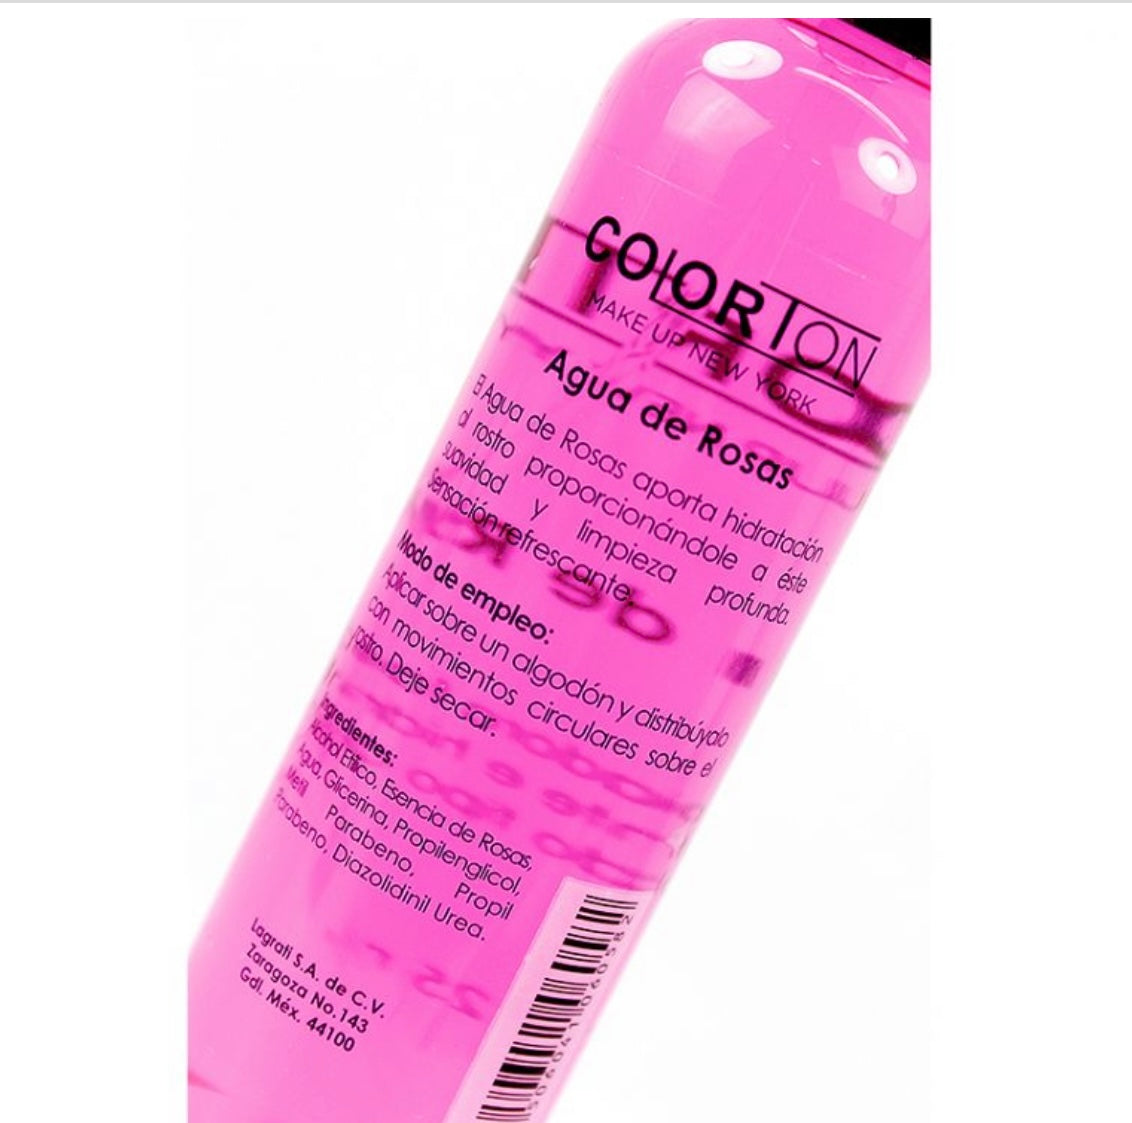 COLORTON
MAKE UP NEW YORK
Agua de Rosas
El Agua de Rosas aporta hidratación
al rostro proporcionándole a éste
suavidad y limpieza profunda.
Sensación refrescante.
Modo de empleo:
Aplicar sobre un algodón y distribúyalo
con movimientos circulares sobre el
rostro. Deje secar.
Ingredientes:
Alcohol Etílico, Esencia de Rosas,
Agua, Glicerina, Propilenglicol,
Metil Parabeno, Propil
Parabeno, Diazolidinil Urea.
Lagrati S.A. de C.V.
Zaragoza No.143
Gdl. Méx. 44100